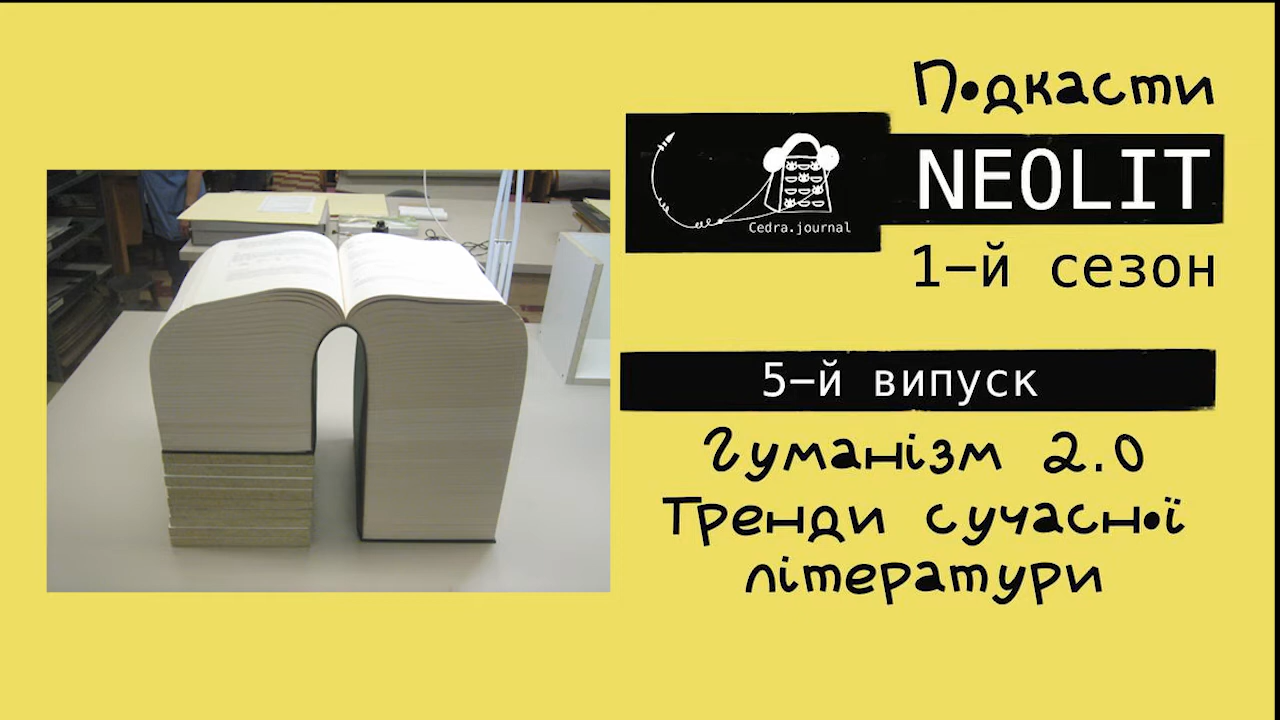 Подкасти
NEOLIT
Cedra.journal
1–й сезон
5–й випуск
Гуманізм 2.0
Тренди сучасної
літератури